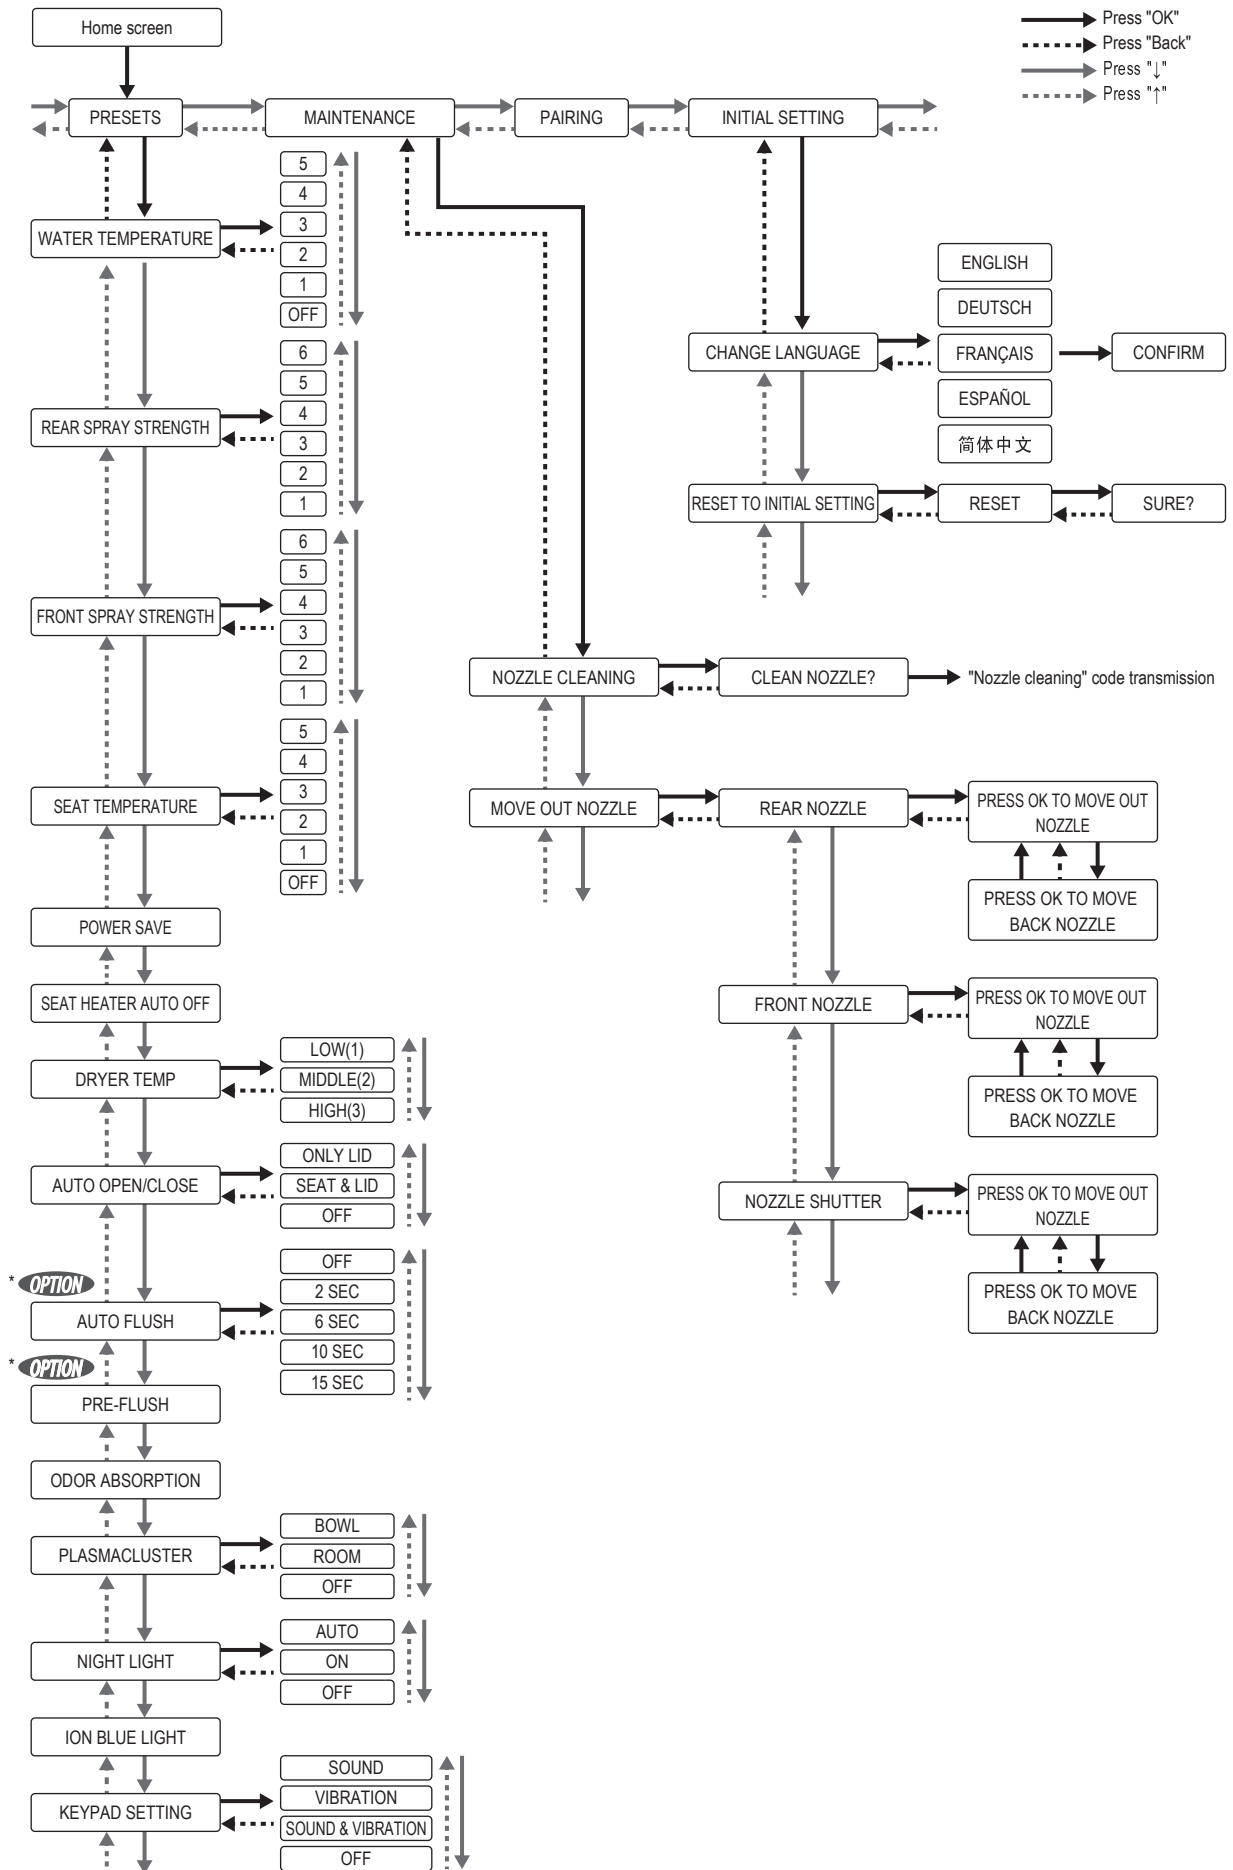 Home screen
Press "OK"
Press "Back"
Press "↓"
Press "↑"
PRESETS
MAINTENANCE
PAIRING
INITIAL SETTING
WATER TEMPERATURE
5
4
3
2
1
OFF
REAR SPRAY STRENGTH
6
5
4
3
2
1
FRONT SPRAY STRENGTH
6
5
4
3
2
1
SEAT TEMPERATURE
5
4
3
2
1
OFF
POWER SAVE
SEAT HEATER AUTO OFF
DRYER TEMP
LOW(1)
MIDDLE(2)
HIGH(3)
AUTO OPEN/CLOSE
ONLY LID
SEAT & LID
OFF
* OPTION
AUTO FLUSH
OFF
2 SEC
6 SEC
10 SEC
15 SEC
* OPTION
PRE-FLUSH
ODOR ABSORPTION
PLASMACLUSTER
BOWL
ROOM
OFF
NIGHT LIGHT
AUTO
ON
OFF
ION BLUE LIGHT
KEYPAD SETTING
SOUND
VIBRATION
SOUND & VIBRATION
OFF
NOZZLE CLEANING
CLEAN NOZZLE?
"Nozzle cleaning" code transmission
MOVE OUT NOZZLE
REAR NOZZLE
PRESS OK TO MOVE OUT
NOZZLE
PRESS OK TO MOVE
BACK NOZZLE
FRONT NOZZLE
PRESS OK TO MOVE OUT
NOZZLE
PRESS OK TO MOVE
BACK NOZZLE
NOZZLE SHUTTER
PRESS OK TO MOVE OUT
NOZZLE
PRESS OK TO MOVE
BACK NOZZLE
CHANGE LANGUAGE
ENGLISH
DEUTSCH
FRANÇAIS
ESPAÑOL
简体中文
CONFIRM
RESET TO INITIAL SETTING
RESET
SURE?